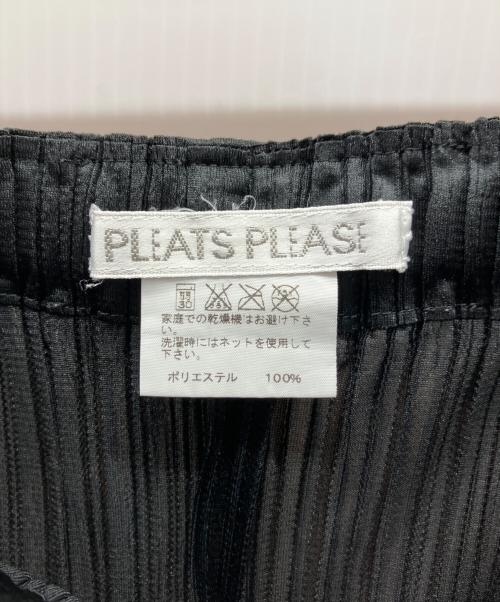 PLEATS PLEASE
弱
30
家庭での乾燥機はお避け下さ
い。
洗濯時にはネットを使用して
下さい。
ポリエステル 100%